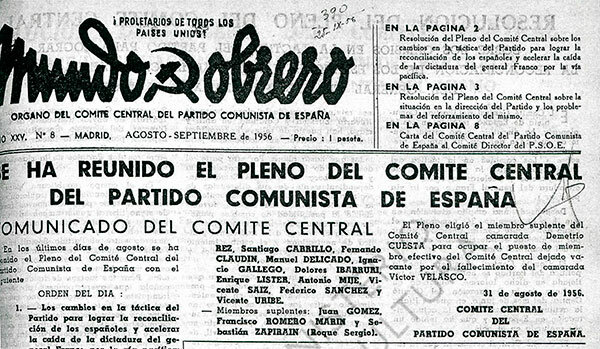 ¡ PROLETARIOS DE TODOS LOS
PAISES UNIOS !
390
Mundo obrero
ORGANO DEL COMITE CENTRAL DEL PARTIDO COMUNISTA DE ESPAÑA
O XXV. N° 8 — MADRID, AGOSTO - SEPTIEMBRE de 1956 — Precio : 1 peseta.
EN LA PAGINA 2
Resolución del Pleno del Comité Central sobre los
cambios en la táctica del Partido para lograr la
reconciliación de los españoles y acelerar la caída
de la dictadura del general Franco por la vía
pacífica.
EN LA PAGINA 3
Resolución del Pleno del Comité Central sobre la
situación en la dirección del Partido y los proble-
mas del reforzamiento del mismo.
EN LA PAGINA 8
Carta del Comité Central del Partido Comunista
de España al Comité Director del P.S.O.E.
E HA REUNIDO EL PLENO DEL COMITE CENTRAL
DEL PARTIDO COMUNISTA DE ESPAÑA
OMUNICADO DEL COMITE CENTRAL
En los últimos días de agosto se ha
nido el Pleno del Comité Central del
tido Comunista de España con el
uiente
ORDEN DEL DIA :
1. — Los cambios en la táctica del
Partido para lograr la reconcilia-
ción de los españoles y acelerar la
caída de la dictadura del gene-
REZ, Santiago CARRILLO, Fernando
CLAUDIN, Manuel DELICADO, Igna-
cio GALLEGO, Dolores IBARRURI,
Enrique LISTER, Antonio MIJE, Vi-
cente SAIZ, Federico SANCHEZ y
Vicente URIBE.
— Miembros suplentes: Juan GOMEZ,
Francisco ROMERO MARIN y Se-
bastián ZAPIRAIN (Roque Sergio).
El Pleno eligió el miembro suplente del
Comité Central camarada Demetrio
CUESTA para ocupar el puesto de miem-
bro efectivo del Comité Central dejado va-
cante por el fallecimiento del camarada
Víctor VELASCO.
31 de agosto de 1956.
COMITE CENTRAL
DEL
PARTIDO COMUNISTA DE ESPAÑA.